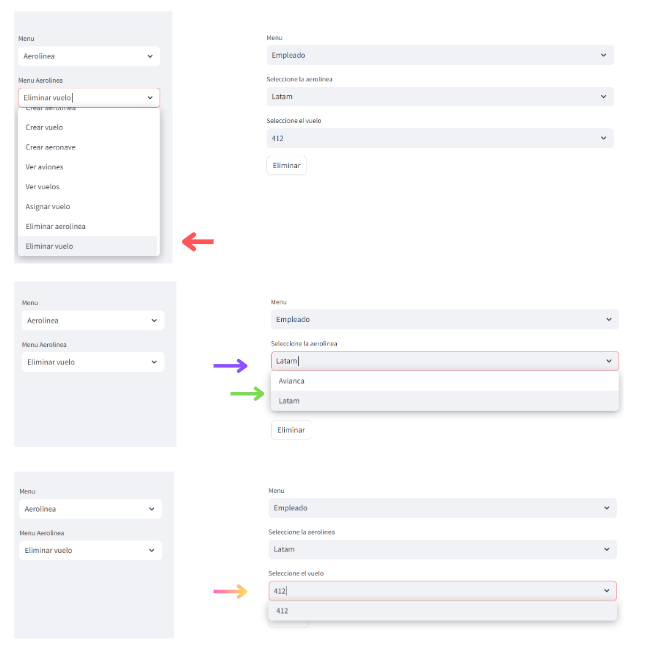 Menu
Aerolinea
Menu Aerolinea
Eliminar vuelo
Crear aerolinea
Crear vuelo
Crear aeronave
Ver aviones
Ver vuelos
Asignar vuelo
Eliminar aerolinea
Eliminar vuelo
Menu
Empleado
Seleccione la aerolinea
Latam
Seleccione el vuelo
412
Eliminar
Menu
Aerolinea
Menu Aerolinea
Eliminar vuelo
Menu
Empleado
Seleccione la aerolinea
Latam
Avianca
Latam
Eliminar
Menu
Aerolinea
Menu Aerolinea
Eliminar vuelo
Menu
Empleado
Seleccione la aerolinea
Latam
Seleccione el vuelo
412
412